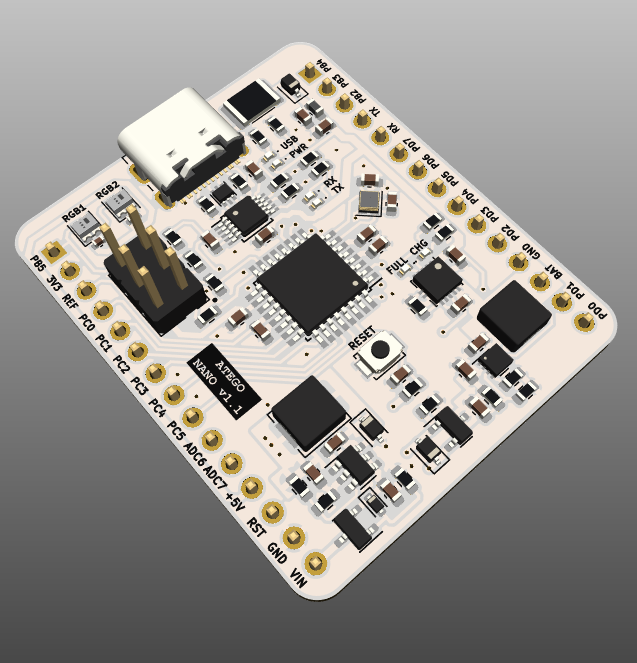 PB4
PB3
PB2
TX
RX
PD7
PD6
PD5
PD4
PD3
PD2
GND
BAT
PD1
PD0
USB
PWR
RX
TX
RGB1
RGB2
FULL CHG
RESET
ATEGO
NANO v1.1
PB5
3V3
REF
PC0
PC1
PC2
PC3
PC4
PC5
ADC6
ADC7
+5V
RST
GND
VIN